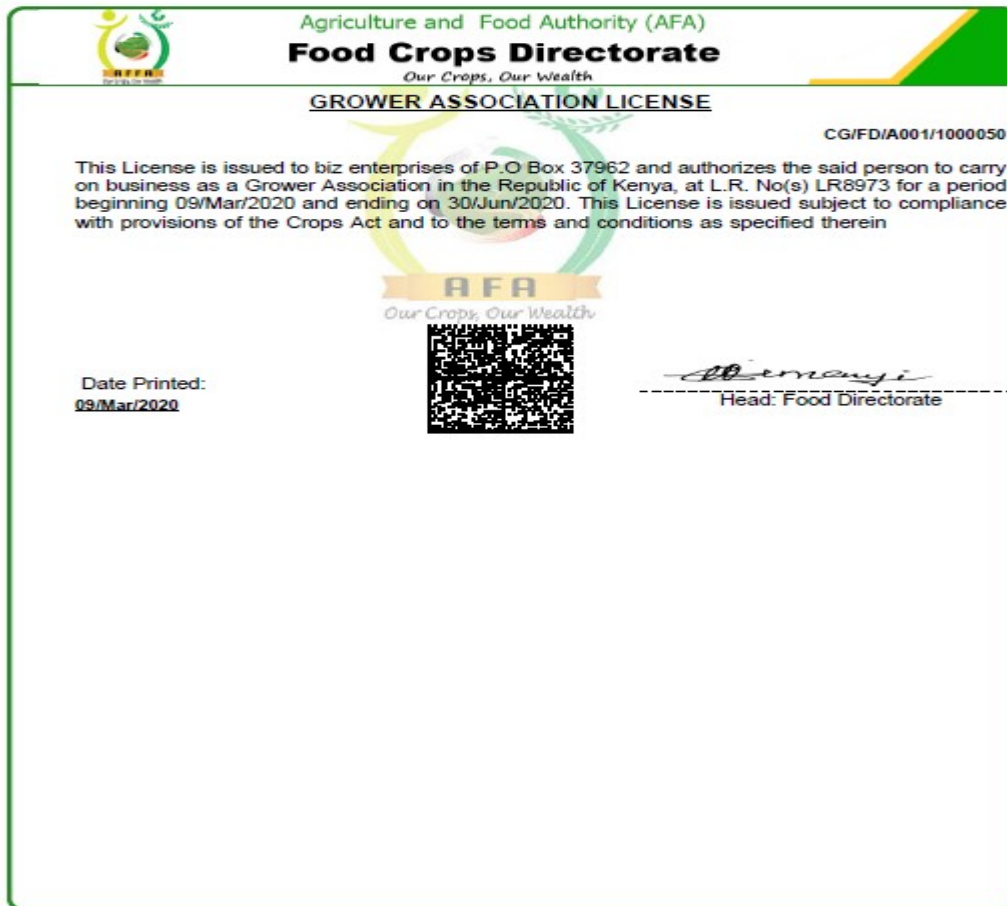 Agriculture and Food Authority (AFA)
Food Crops Directorate
Our Crops, Our Wealth
AFFA
GROWER ASSOCIATION LICENSE
CG/FD/A001/1000050
This License is issued to biz enterprises of P.O Box 37962 and authorizes the said person to carry
on business as a Grower Association in the Republic of Kenya, at L.R. No(s) LR8973 for a period
beginning 09/Mar/2020 and ending on 30/Jun/2020. This License is issued subject to compliance
with provisions of the Crops Act and to the terms and conditions as specified therein
AFA
Our Crops, Our Wealth
Date Printed:
09/Mar/2020
Head: Food Directorate